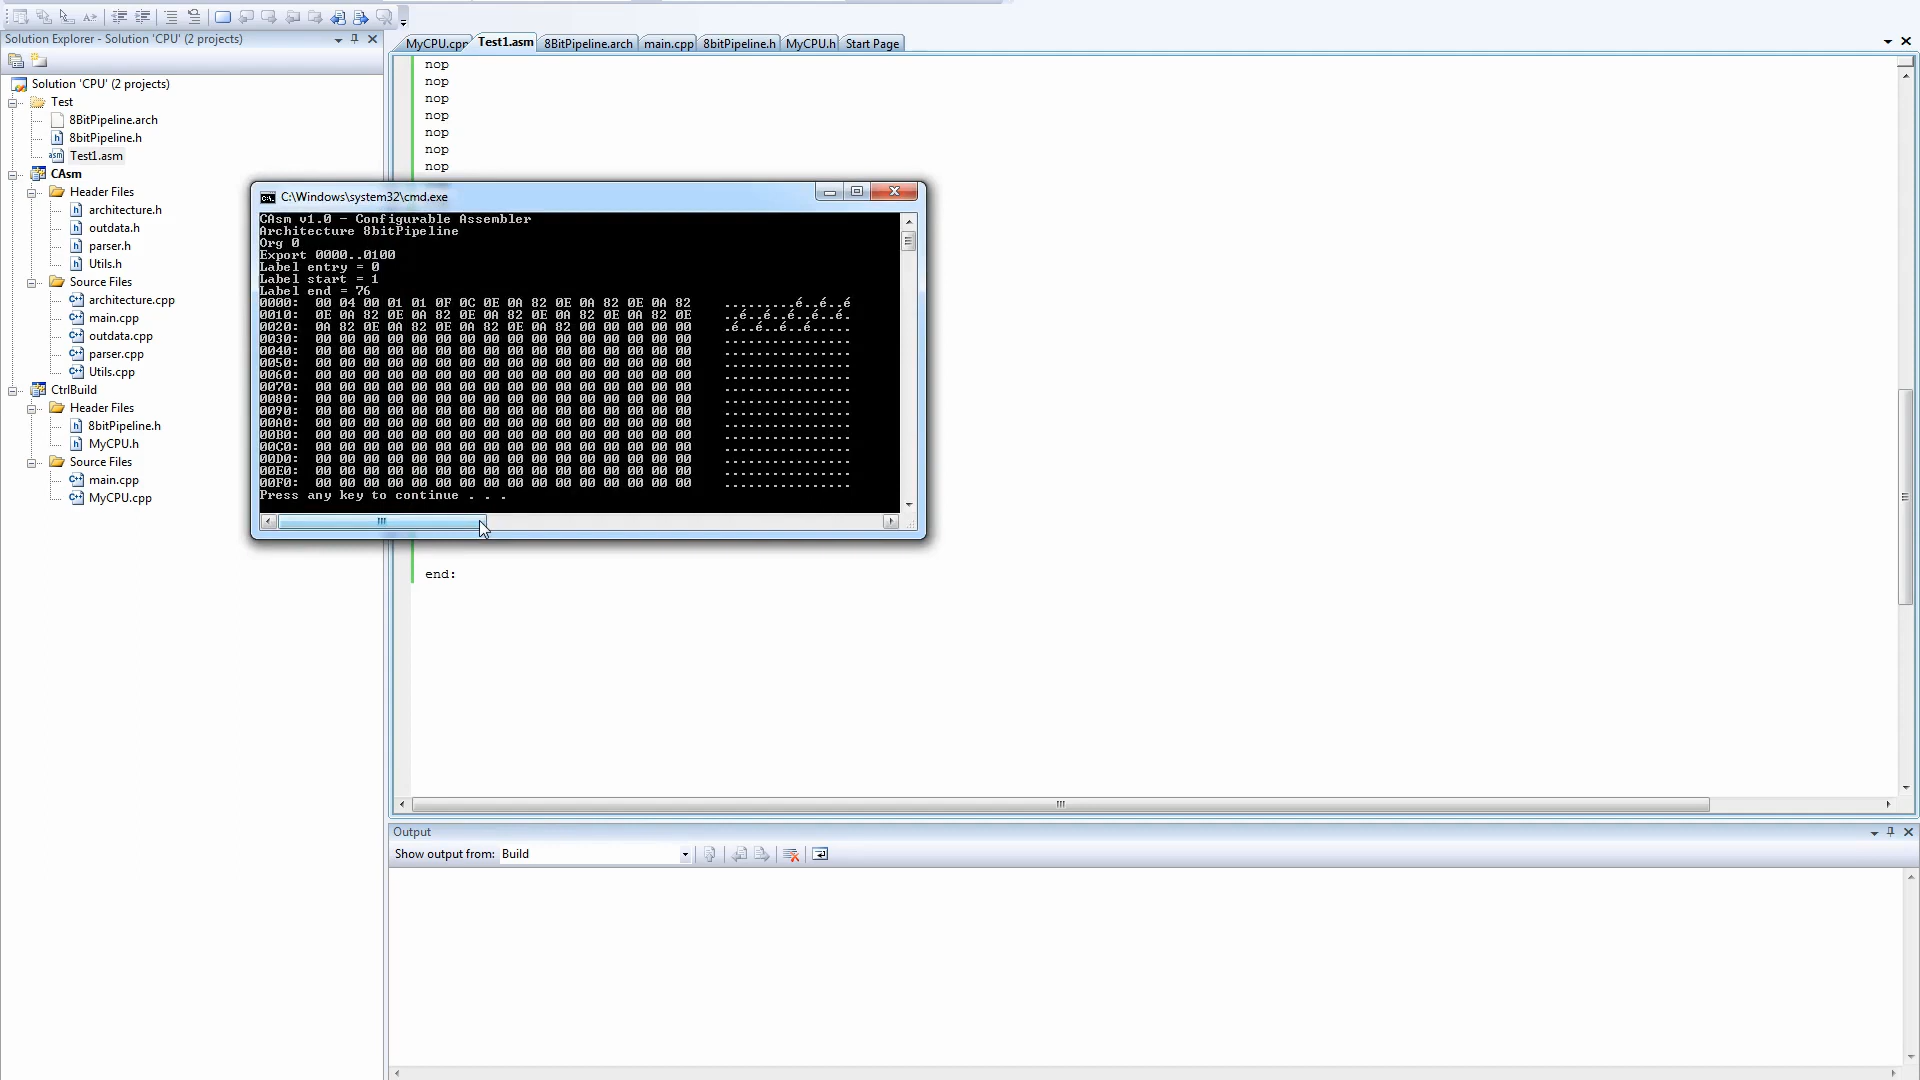 Solution Explorer - Solution 'CPU' (2 projects)
Solution 'CPU' (2 projects)
Test
8BitPipeline.arch
8bitPipeline.h
Test1.asm
CAsm
Header Files
architecture.h
outdata.h
parser.h
Utils.h
Source Files
architecture.cpp
main.cpp
outdata.cpp
parser.cpp
Utils.cpp
CtrlBuild
Header Files
8bitPipeline.h
MyCPU.h
Source Files
main.cpp
MyCPU.cpp
MyCPU.cpp Test1.asm 8BitPipeline.arch main.cpp 8bitPipeline.h MyCPU.h Start Page
nop
nop
nop
nop
nop
nop
nop
C:\Windows\system32\cmd.exe
CAsm v1.0 - Configurable Assembler
Architecture 8bitPipeline
Org 0
Export 0000..0100
Label entry = 0
Label start = 1
Label end = 76
0000: 00 04 00 01 01 0F 0C 0E 0A 82 0E 0A 82 0E 0A 82 .........é..é..é
0010: 0E 0A 82 0E 0A 82 0E 0A 82 0E 0A 82 0E 0A 82 0E ..é..é..é..é..é.
0020: 0A 82 0E 0A 82 0E 0A 82 0E 0A 82 00 00 00 00 00 .é..é..é..é.....
0030: 00 00 00 00 00 00 00 00 00 00 00 00 00 00 00 00 ................
0040: 00 00 00 00 00 00 00 00 00 00 00 00 00 00 00 00 ................
0050: 00 00 00 00 00 00 00 00 00 00 00 00 00 00 00 00 ................
0060: 00 00 00 00 00 00 00 00 00 00 00 00 00 00 00 00 ................
0070: 00 00 00 00 00 00 00 00 00 00 00 00 00 00 00 00 ................
0080: 00 00 00 00 00 00 00 00 00 00 00 00 00 00 00 00 ................
0090: 00 00 00 00 00 00 00 00 00 00 00 00 00 00 00 00 ................
00A0: 00 00 00 00 00 00 00 00 00 00 00 00 00 00 00 00 ................
00B0: 00 00 00 00 00 00 00 00 00 00 00 00 00 00 00 00 ................
00C0: 00 00 00 00 00 00 00 00 00 00 00 00 00 00 00 00 ................
00D0: 00 00 00 00 00 00 00 00 00 00 00 00 00 00 00 00 ................
00E0: 00 00 00 00 00 00 00 00 00 00 00 00 00 00 00 00 ................
00F0: 00 00 00 00 00 00 00 00 00 00 00 00 00 00 00 00 ................
Press any key to continue . . .
end:
Output
Show output from: Build